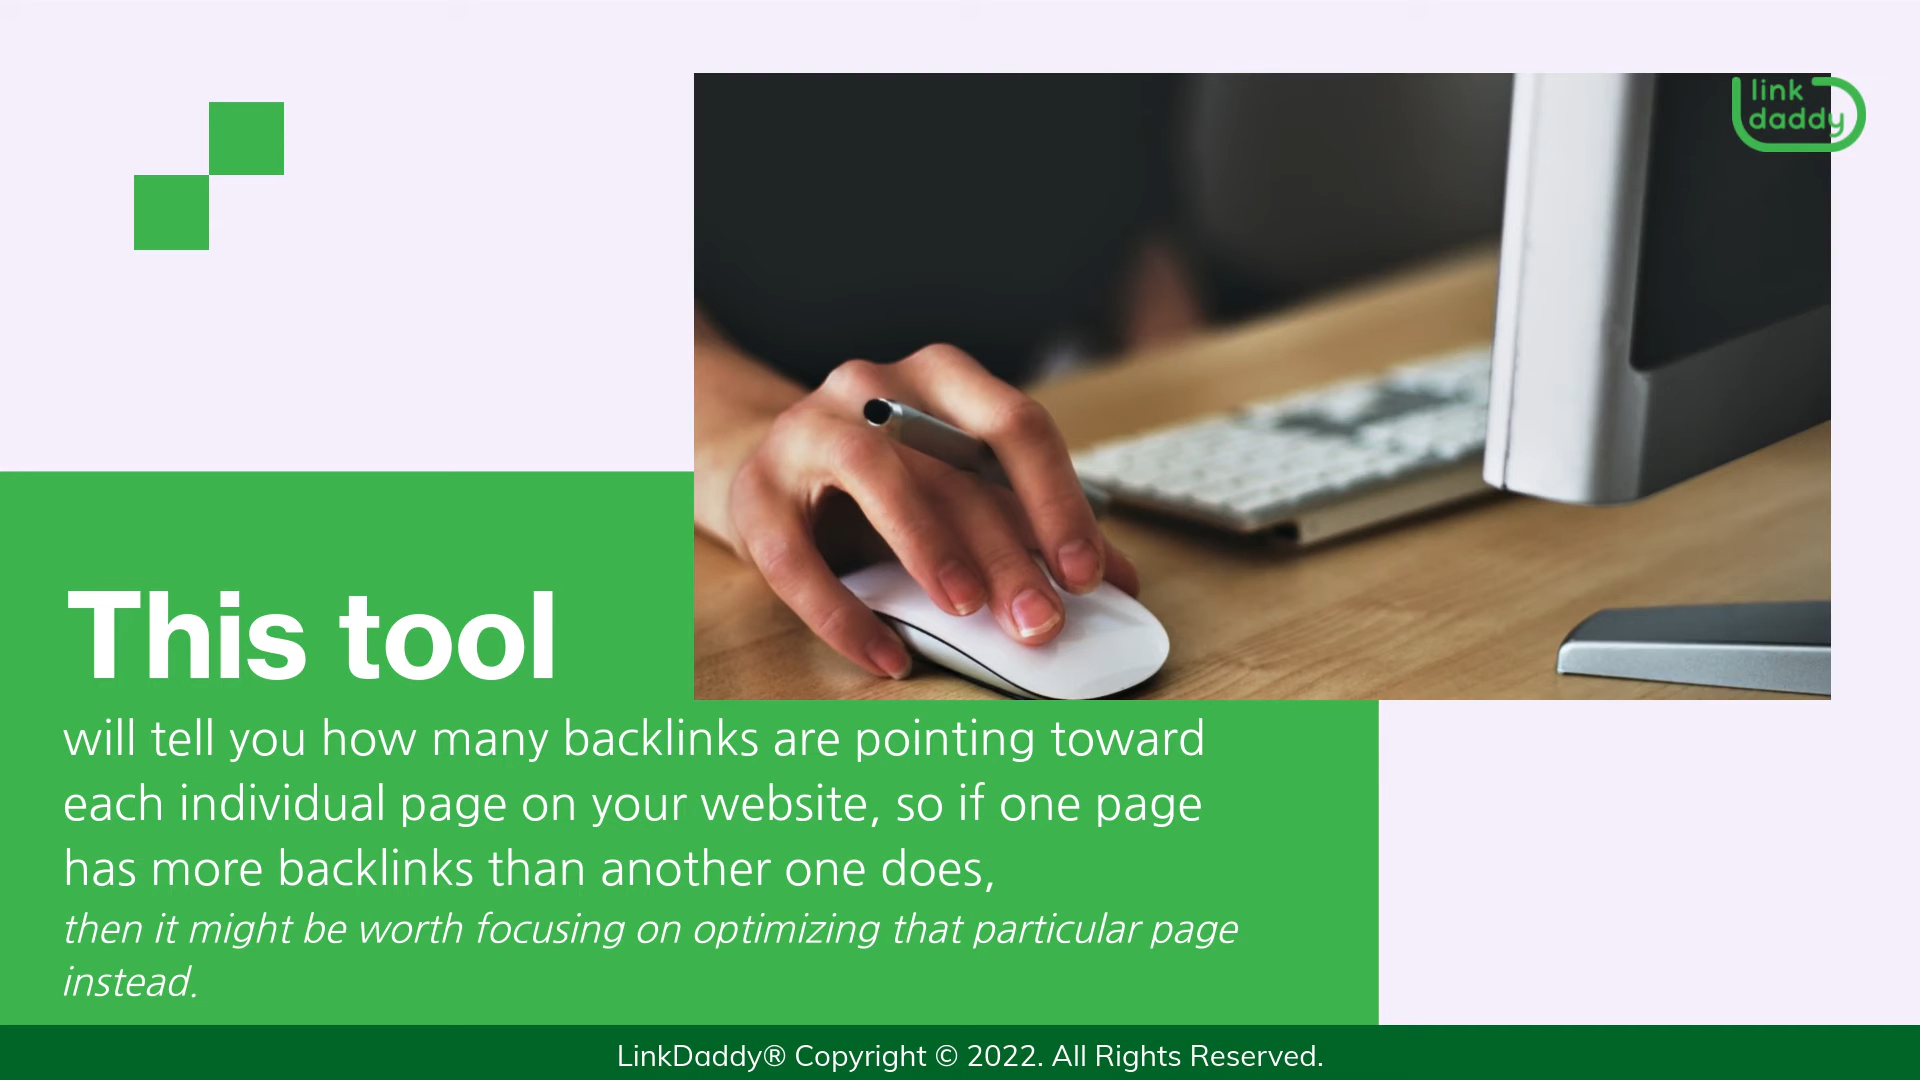 link
daddy
This tool
will tell you how many backlinks are pointing toward
each individual page on your website, so if one page
has more backlinks than another one does,
then it might be worth focusing on optimizing that particular page
instead.
LinkDaddy® Copyright © 2022. All Rights Reserved.